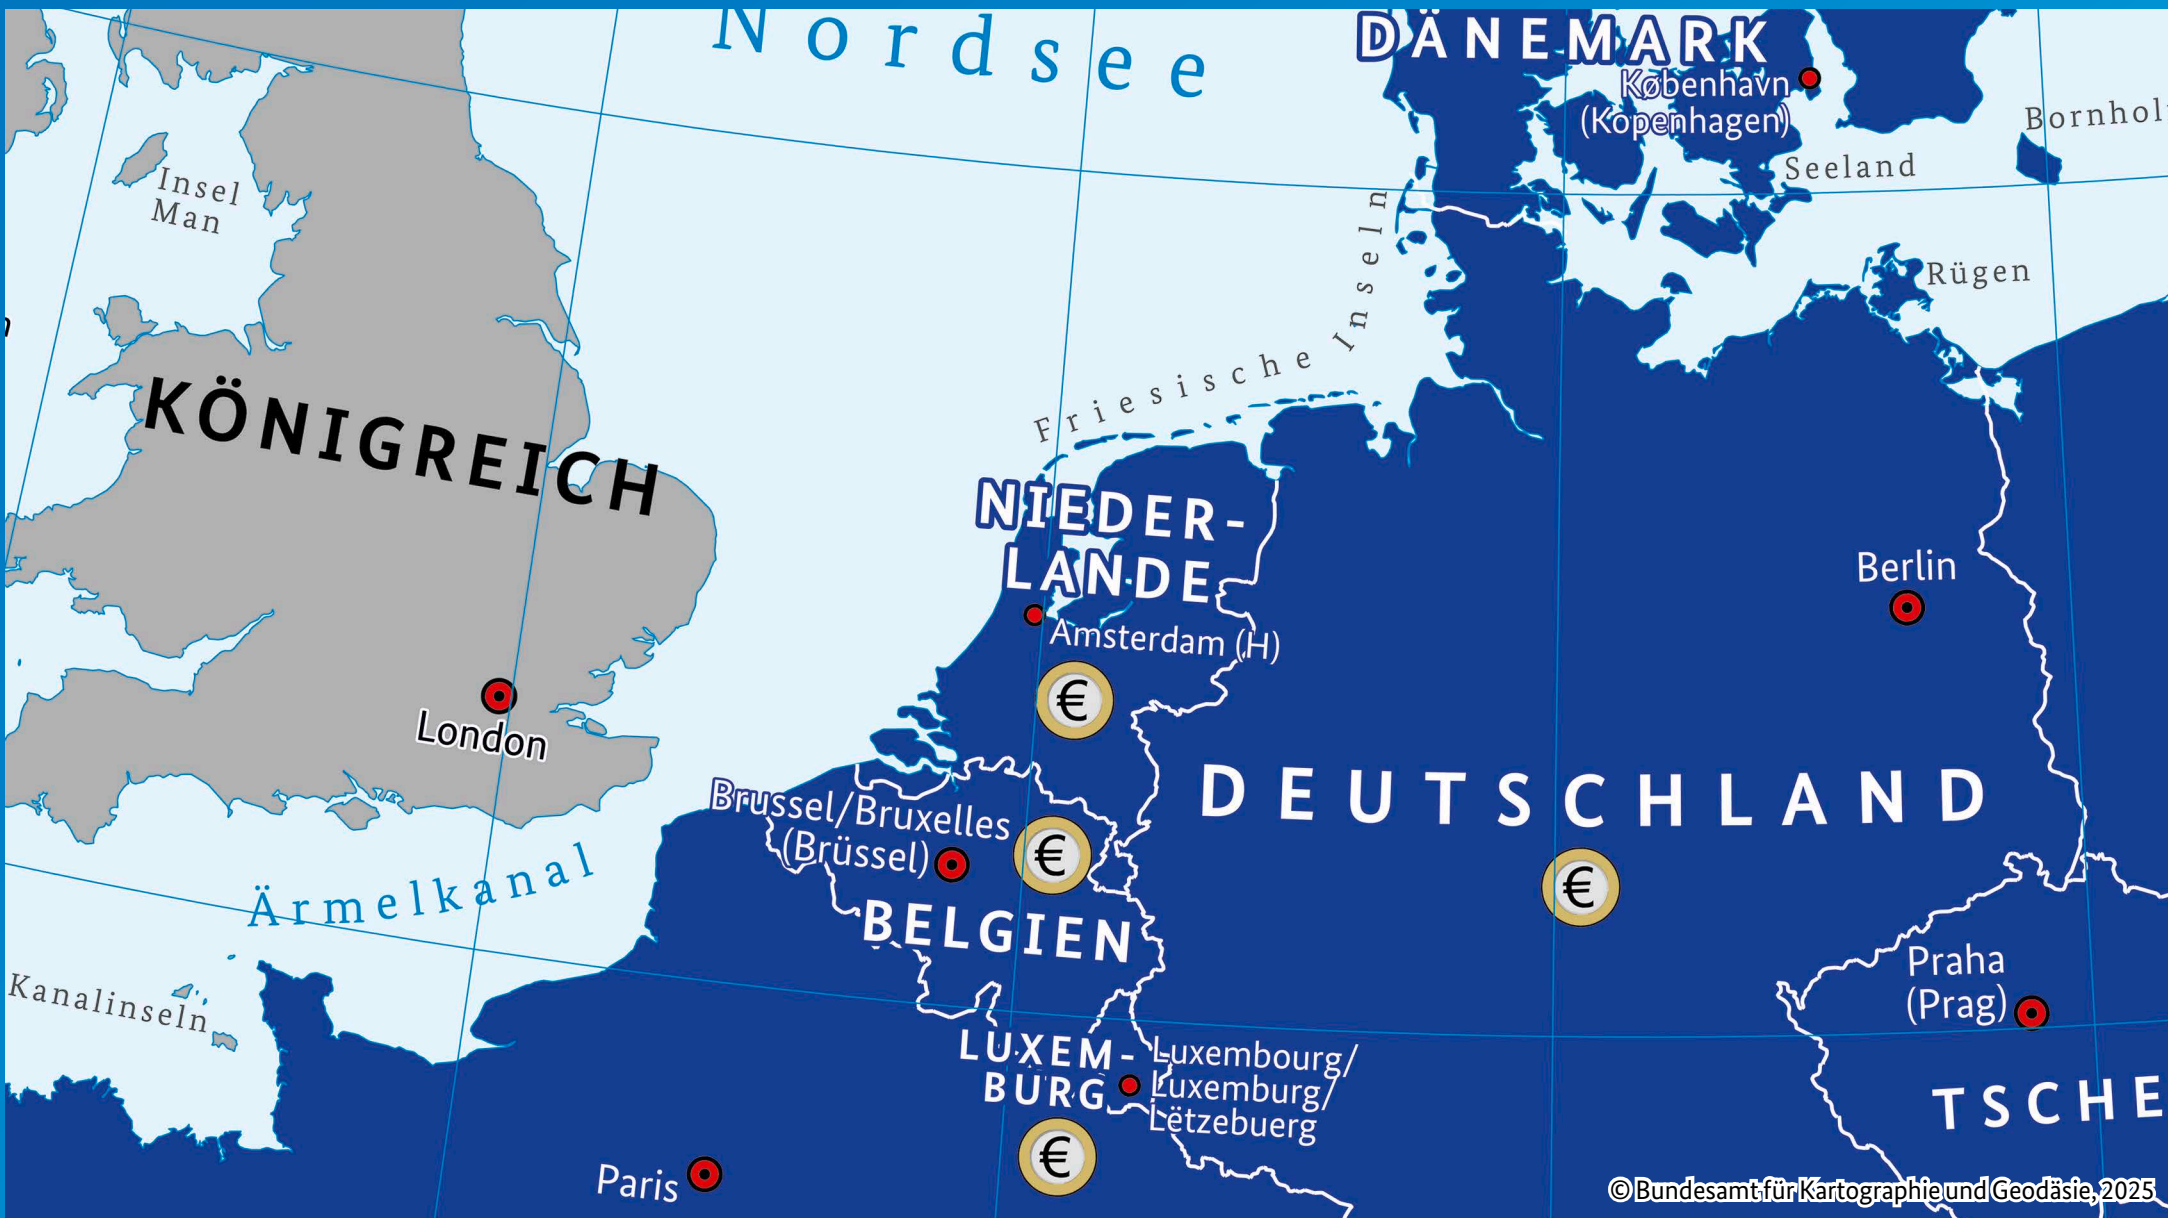 Nordsee
DÄNEMARK
København
(Kopenhagen)
Seeland
Insel
Man
Rügen
Friesische Inseln
KÖNIGREICH
NIEDER-
LANDE
Amsterdam (H)
€
Berlin
London
DEUTSCHLAND
Brussel/Bruxelles
(Brüssel)
€
€
Ärmelkanal
BELGIEN
Praha
(Prag)
Kanalinseln
LUXEM-
BURG
Luxembourg/
Luxemburg/
Lëtzebuerg
€
TSCHE
Paris
© Bundesamt für Kartographie und Geodäsie, 2025